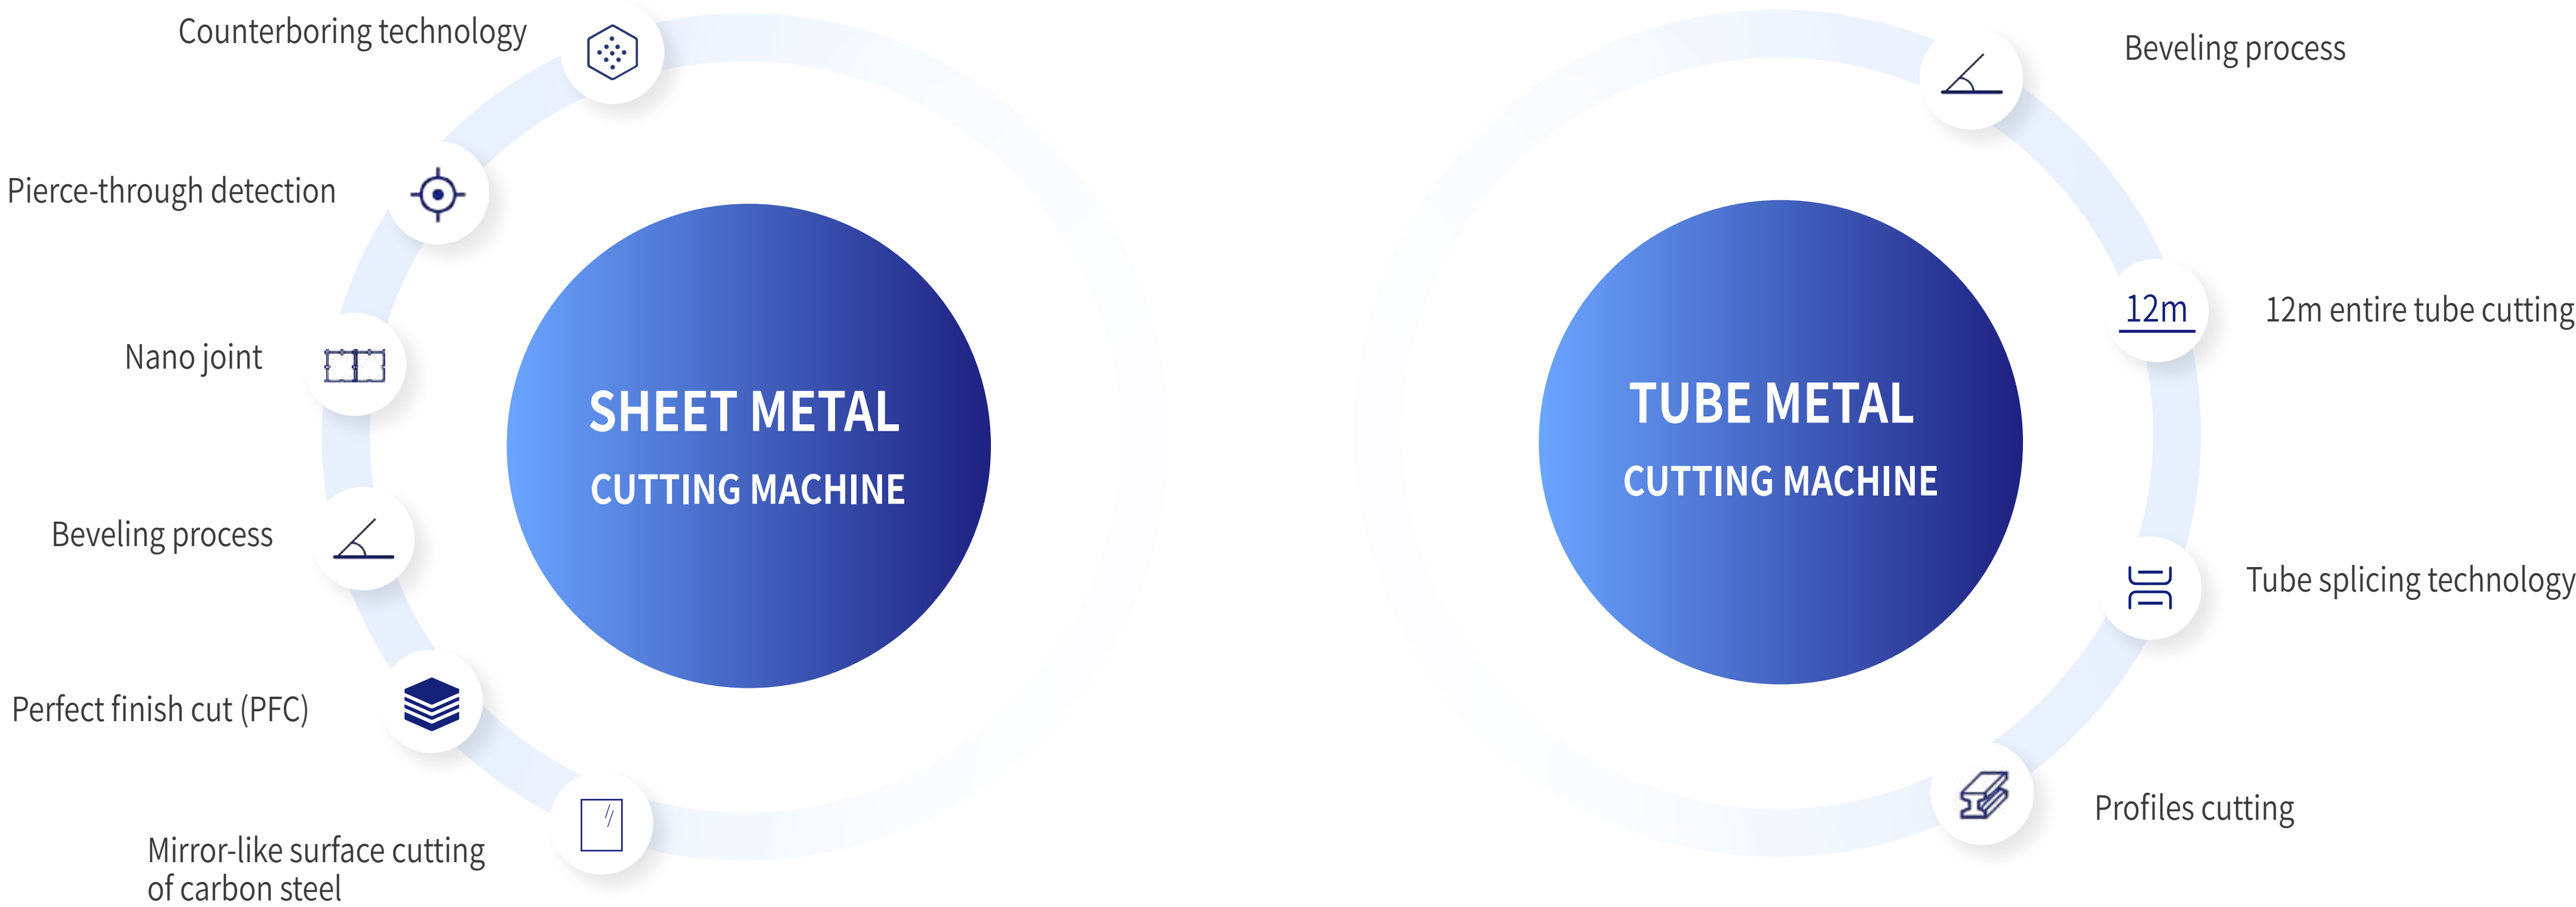 Counterboring technology
Pierce-through detection
Nano joint
Beveling process
Perfect finish cut (PFC)
Mirror-like surface cutting
of carbon steel
SHEET METAL
CUTTING MACHINE
TUBE METAL
CUTTING MACHINE
Beveling process
12m
12m entire tube cutting
Tube splicing technology
Profiles cutting